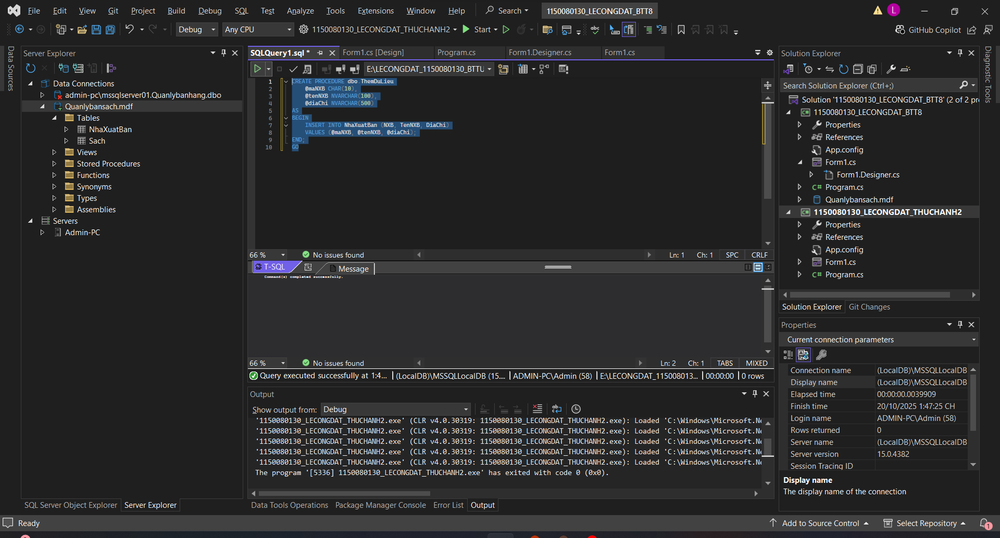 File Edit View Git Project Build Debug SQL Test Analyze Tools Extensions Window Help Search 1150080130_LECONGDAT_BTT8 L
Debug Any CPU 1150080130_LECONGDAT_THUCHANH2 Start GitHub Copilot
Data Sources
Server Explorer
Data Connections
admin-pc\mssqlserver01.Quanlybanhang.dbo
Quanlybansach.mdf
Tables
NhaXuatBan
Sach
Views
Stored Procedures
Functions
Synonyms
Types
Assemblies
Servers
Admin-PC
SQL Server Object Explorer Server Explorer
SQLQuery1.sql * Form1.cs [Design] Program.cs Form1.Designer.cs Form1.cs
E:\LECONGDAT_1150080130_BTTU
1 CREATE PROCEDURE dbo.ThemDuLieu
2 @maNXB CHAR(10),
3 @tenNXB NVARCHAR(100),
4 @diaChi NVARCHAR(500)
5 AS
6 BEGIN
7 INSERT INTO NhaXuatBan (NXB, TenNXB, DiaChi)
8 VALUES (@maNXB, @tenNXB, @diaChi);
9 END;
10 GO
66 % No issues found Ln: 1 Ch: 1 SPC CRLF
T-SQL Message
Command(s) completed successfully.
66 % No issues found Ln: 2 Ch: 1 TABS MIXED
Query executed successfully at 1:4... (LocalDB)\MSSQLLocalDB (15.... ADMIN-PC\Admin (58) E:\LECONGDAT_115008013... 00:00:00 0 rows
Output
Show output from: Debug
'1150080130_LECONGDAT_THUCHANH2.exe' (CLR v4.0.30319: 1150080130_LECONGDAT_THUCHANH2.exe): Loaded 'C:\Windows\Microsoft.Ne
'1150080130_LECONGDAT_THUCHANH2.exe' (CLR v4.0.30319: 1150080130_LECONGDAT_THUCHANH2.exe): Loaded 'C:\Windows\Microsoft.Ne
'1150080130_LECONGDAT_THUCHANH2.exe' (CLR v4.0.30319: 1150080130_LECONGDAT_THUCHANH2.exe): Loaded 'C:\Windows\Microsoft.Ne
'1150080130_LECONGDAT_THUCHANH2.exe' (CLR v4.0.30319: 1150080130_LECONGDAT_THUCHANH2.exe): Loaded 'C:\Windows\Microsoft.Ne
'1150080130_LECONGDAT_THUCHANH2.exe' (CLR v4.0.30319: 1150080130_LECONGDAT_THUCHANH2.exe): Loaded 'C:\Windows\Microsoft.Ne
The program '[5336] 1150080130_LECONGDAT_THUCHANH2.exe' has exited with code 0 (0x0).
Data Tools Operations Package Manager Console Error List Output
Solution Explorer
Search Solution Explorer (Ctrl+;)
Solution '1150080130_LECONGDAT_BTT8' (2 of 2 pr
1150080130_LECONGDAT_BTT8
Properties
References
App.config
Form1.cs
Form1.Designer.cs
C# Program.cs
Quanlybansach.mdf
1150080130_LECONGDAT_THUCHANH2
Properties
References
App.config
Form1.cs
C# Program.cs
Solution Explorer Git Changes
Properties
Current connection parameters
Connection name (LocalDB)\MSSQLLocalDB
Display name (LocalDB)\MSSQLLocalDB
Elapsed time 00:00:00.0039909
Finish time 20/10/2025 1:47:25 CH
Login name ADMIN-PC\Admin (58)
Rows returned 0
Server name (LocalDB)\MSSQLLocalDB
Server version 15.0.4382
Session Tracing ID
Display name
The display name of the connection
Diagnostic Tools
Ready Add to Source Control Select Repository 1